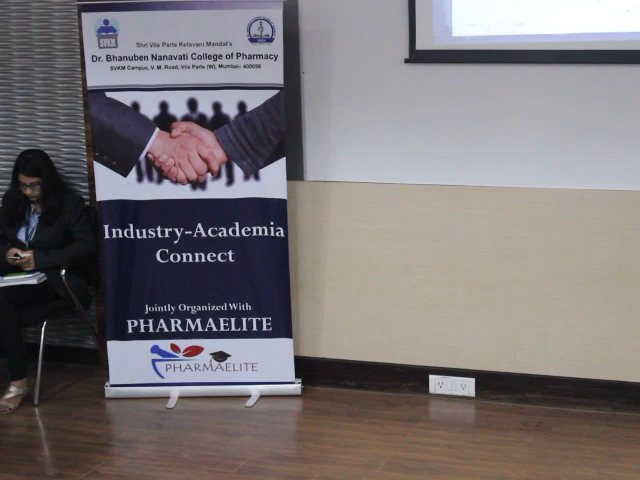 SVKM
Shri Vile Parle Kelavani Mandal's
Dr. Bhanuben Nanavati College of Pharmacy
SVKM Campus, V. M. Road, Vile Parle (W), Mumbai– 400056
Industry-Academia
Connect
Jointly Organized With
PHARMAELITE
PHARMAELITE